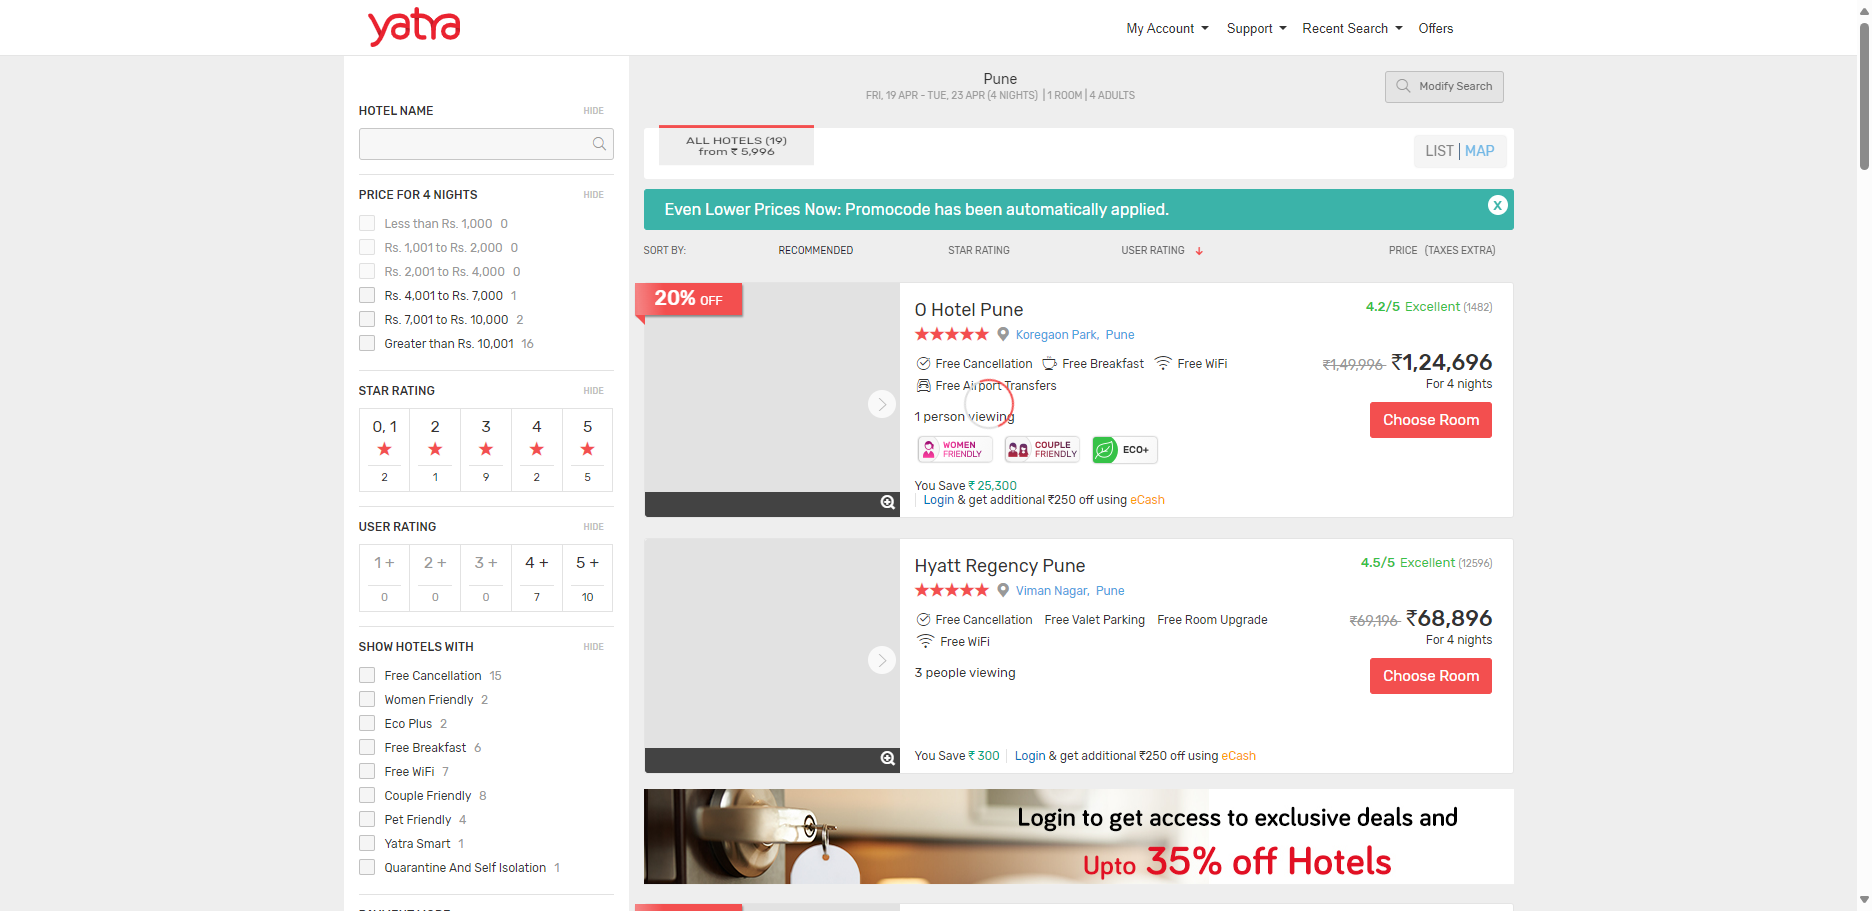 yatra
My Account
Support
Recent Search
Offers
HOTEL NAME
HIDE
PRICE FOR 4 NIGHTS
HIDE
Less than Rs. 1,000 0
Rs. 1,001 to Rs. 2,000 0
Rs. 2,001 to Rs. 4,000 0
Rs. 4,001 to Rs. 7,000 1
Rs. 7,001 to Rs. 10,000 2
Greater than Rs. 10,001 16
STAR RATING
HIDE
0, 1 2 3 4 5
2 1 9 2 5
USER RATING
HIDE
1 + 2 + 3 + 4 + 5 +
0 0 0 7 10
SHOW HOTELS WITH
HIDE
Free Cancellation 15
Women Friendly 2
Eco Plus 2
Free Breakfast 6
Free WiFi 7
Couple Friendly 8
Pet Friendly 4
Yatra Smart 1
Quarantine And Self Isolation 1
Pune
FRI, 19 APR - TUE, 23 APR (4 NIGHTS) | 1 ROOM | 4 ADULTS
Modify Search
ALL HOTELS (19)
from ₹ 5,996
LIST | MAP
Even Lower Prices Now: Promocode has been automatically applied.
X
SORT BY:
RECOMMENDED
STAR RATING
USER RATING
PRICE (TAXES EXTRA)
20% OFF
O Hotel Pune
4.2/5 Excellent (1482)
Koregaon Park, Pune
Free Cancellation
Free Breakfast
Free WiFi
₹1,49,996 ₹1,24,696
Free Airport Transfers
For 4 nights
1 person viewing
Choose Room
WOMEN
FRIENDLY
COUPLE
FRIENDLY
ECO+
You Save ₹ 25,300
Login & get additional ₹250 off using eCash
Hyatt Regency Pune
4.5/5 Excellent (12596)
Viman Nagar, Pune
Free Cancellation
Free Valet Parking
Free Room Upgrade
₹69,196 ₹68,896
Free WiFi
For 4 nights
3 people viewing
Choose Room
You Save ₹ 300 | Login & get additional ₹250 off using eCash
Login to get access to exclusive deals and
Upto 35% off Hotels